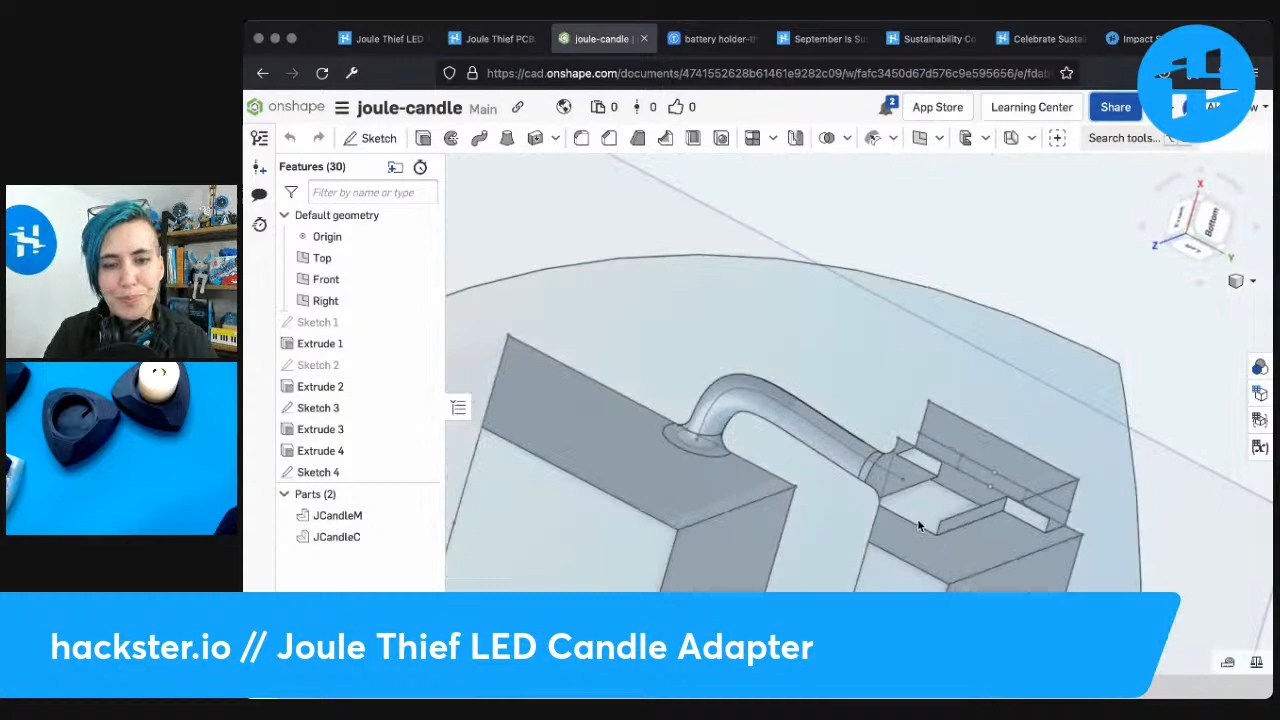 Joule Thief LED
Joule Thief PCB
joule-candle |
battery holder-t
September Is Su
Sustainability Co
Celebrate Susta
Impact S
https://cad.onshape.com/documents/4741552628b61461e9282c09/w/fafc3450d67d576c9e595656/e/fdab
onshape
joule-candle Main
0
0
0
2
App Store
Learning Center
Share
Sketch
Search tools...
Features (30)
Filter by name or type
Default geometry
Origin
Top
Front
Right
Sketch 1
Extrude 1
Sketch 2
Extrude 2
Sketch 3
Extrude 3
Extrude 4
Sketch 4
Parts (2)
JCandleM
JCandleC
X
Bottom
Z
Y
hackster.io // Joule Thief LED Candle Adapter